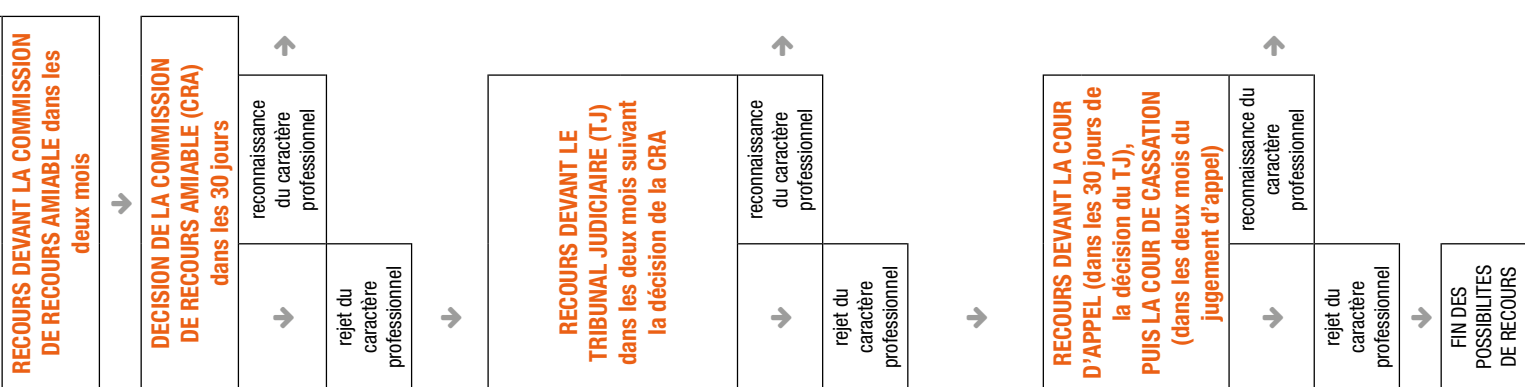 RECOURS DEVANT LA COMMISSION
DE RECOURS AMIABLE dans les
deux mois
DECISION DE LA COMMISSION
DE RECOURS AMIABLE (CRA)
dans les 30 jours
reconnaissance
du caractère
professionnel
rejet du
caractère
professionnel
RECOURS DEVANT LE
TRIBUNAL JUDICIAIRE (TJ)
dans les deux mois suivant
la décision de la CRA
reconnaissance
du caractère
professionnel
rejet du
caractère
professionnel
RECOURS DEVANT LA COUR
D'APPEL (dans les 30 jours de
la décision du TJ),
PUIS LA COUR DE CASSATION
(dans les deux mois du
jugement d'appel)
reconnaissance du
caractère
professionnel
rejet du
caractère
professionnel
FIN DES
POSSIBILITES
DE RECOURS